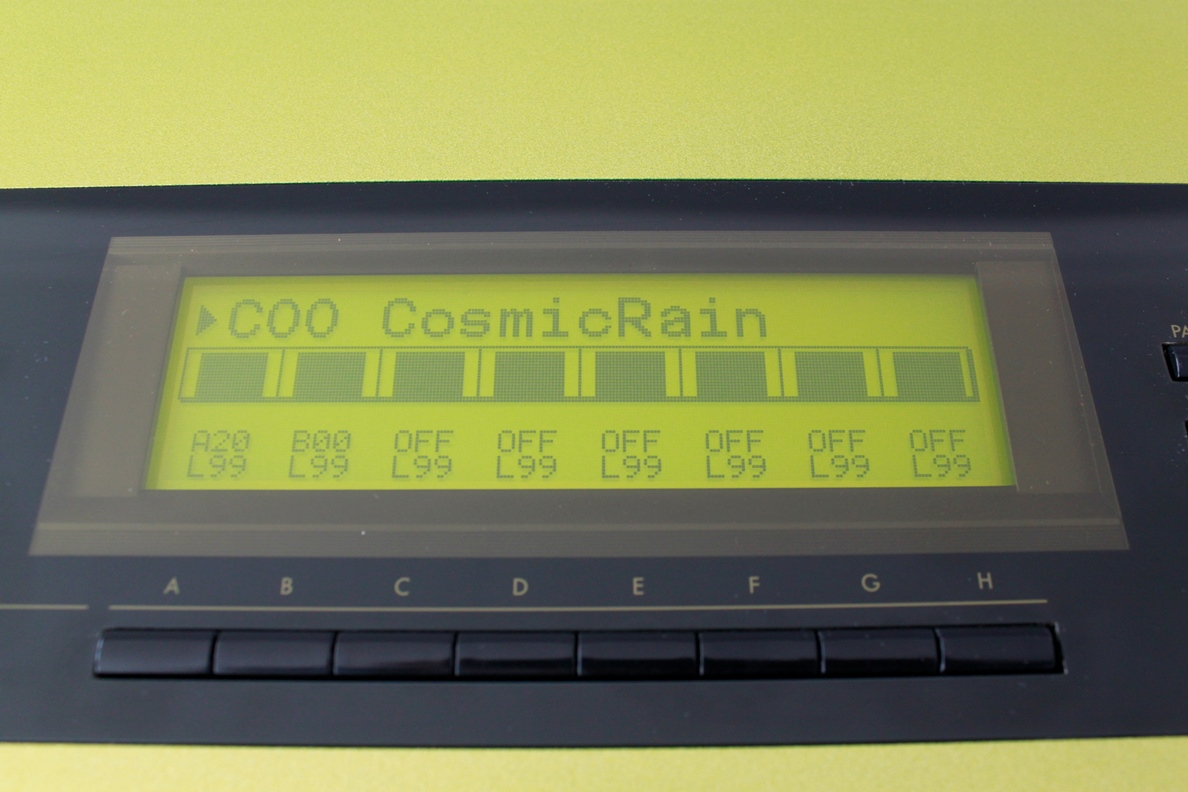 ▶C00 CosmicRain
A20 B00 OFF OFF OFF OFF OFF OFF
L99 L99 L99 L99 L99 L99 L99 L99
A B C D E F G H